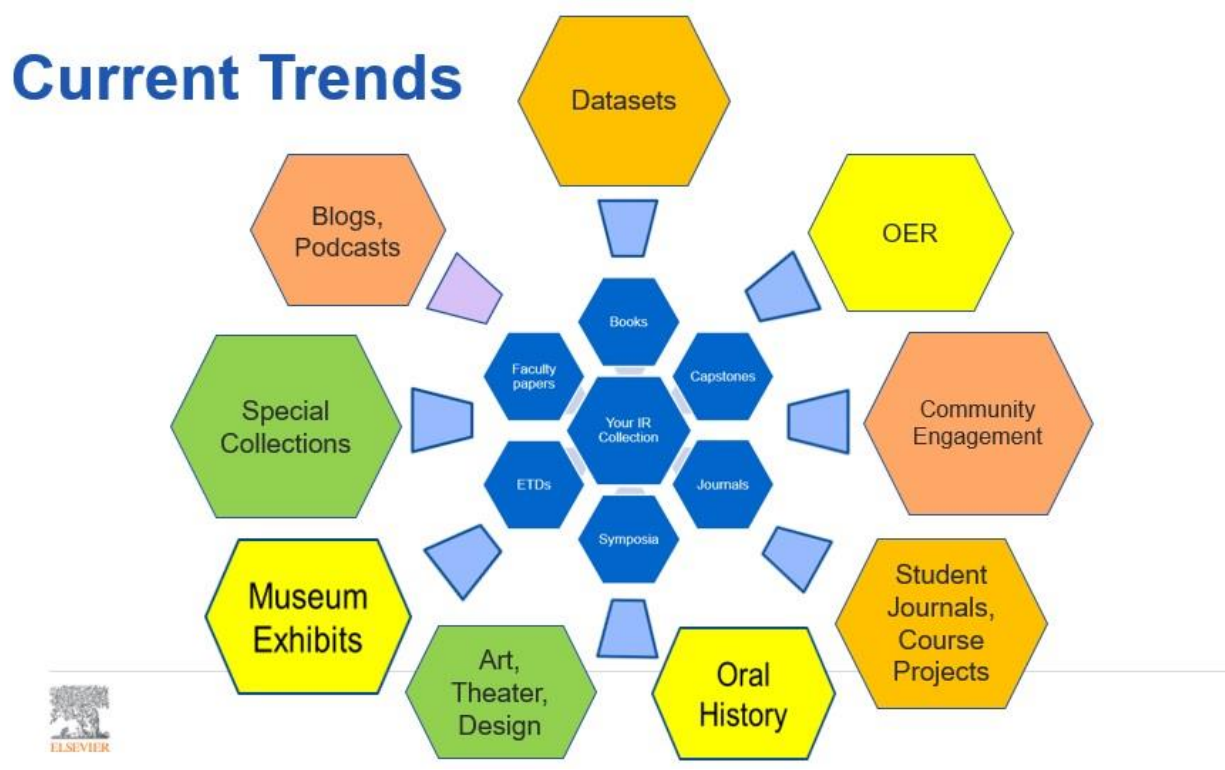 Current Trends
Datasets
Blogs,
Podcasts
OER
Books
Faculty
papers
Capstones
Special
Collections
Your IR
Collection
Community
Engagement
ETDs
Journals
Symposia
Museum
Exhibits
Student
Journals,
Course
Projects
Art,
Theater,
Design
Oral
History
ELSEVIER